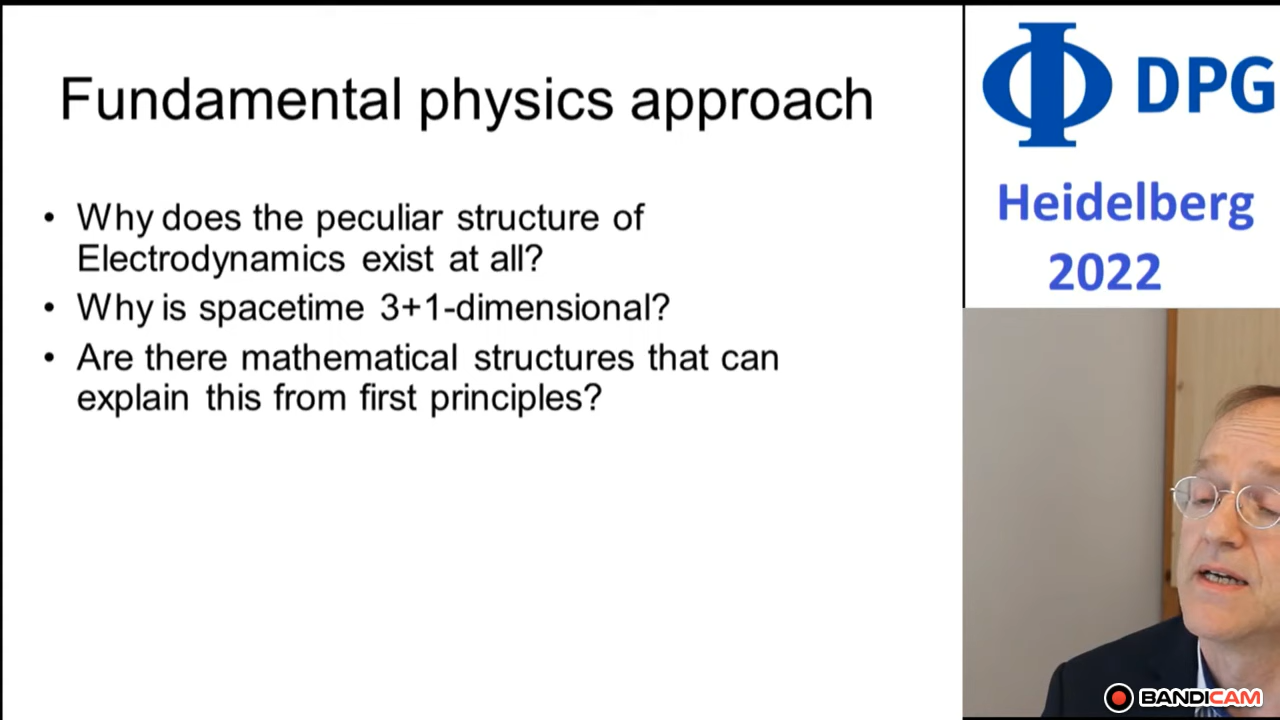 Fundamental physics approach
• Why does the peculiar structure of
Electrodynamics exist at all?
• Why is spacetime 3+1-dimensional?
• Are there mathematical structures that can
explain this from first principles?
DPG
Heidelberg
2022
BANDICAM